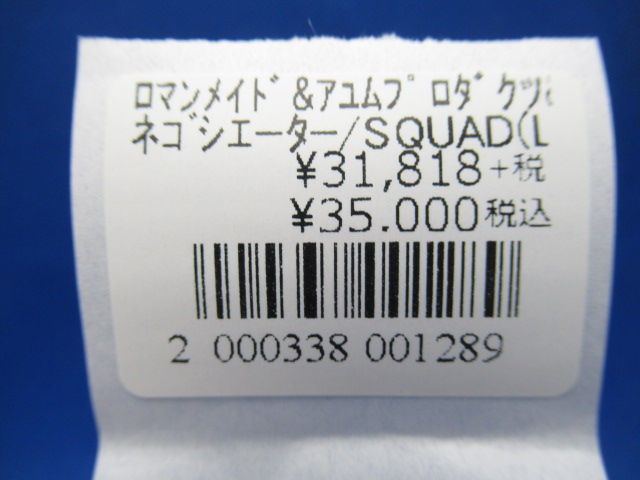 ﾛﾏﾝﾒｲﾄﾞ&ｱﾕﾑﾌﾟﾛﾀﾞｸﾂ
ﾈｺﾞｼｴｰﾀｰ/SQUAD(L
¥31,818+税
¥35.000税込
2 000338 001289